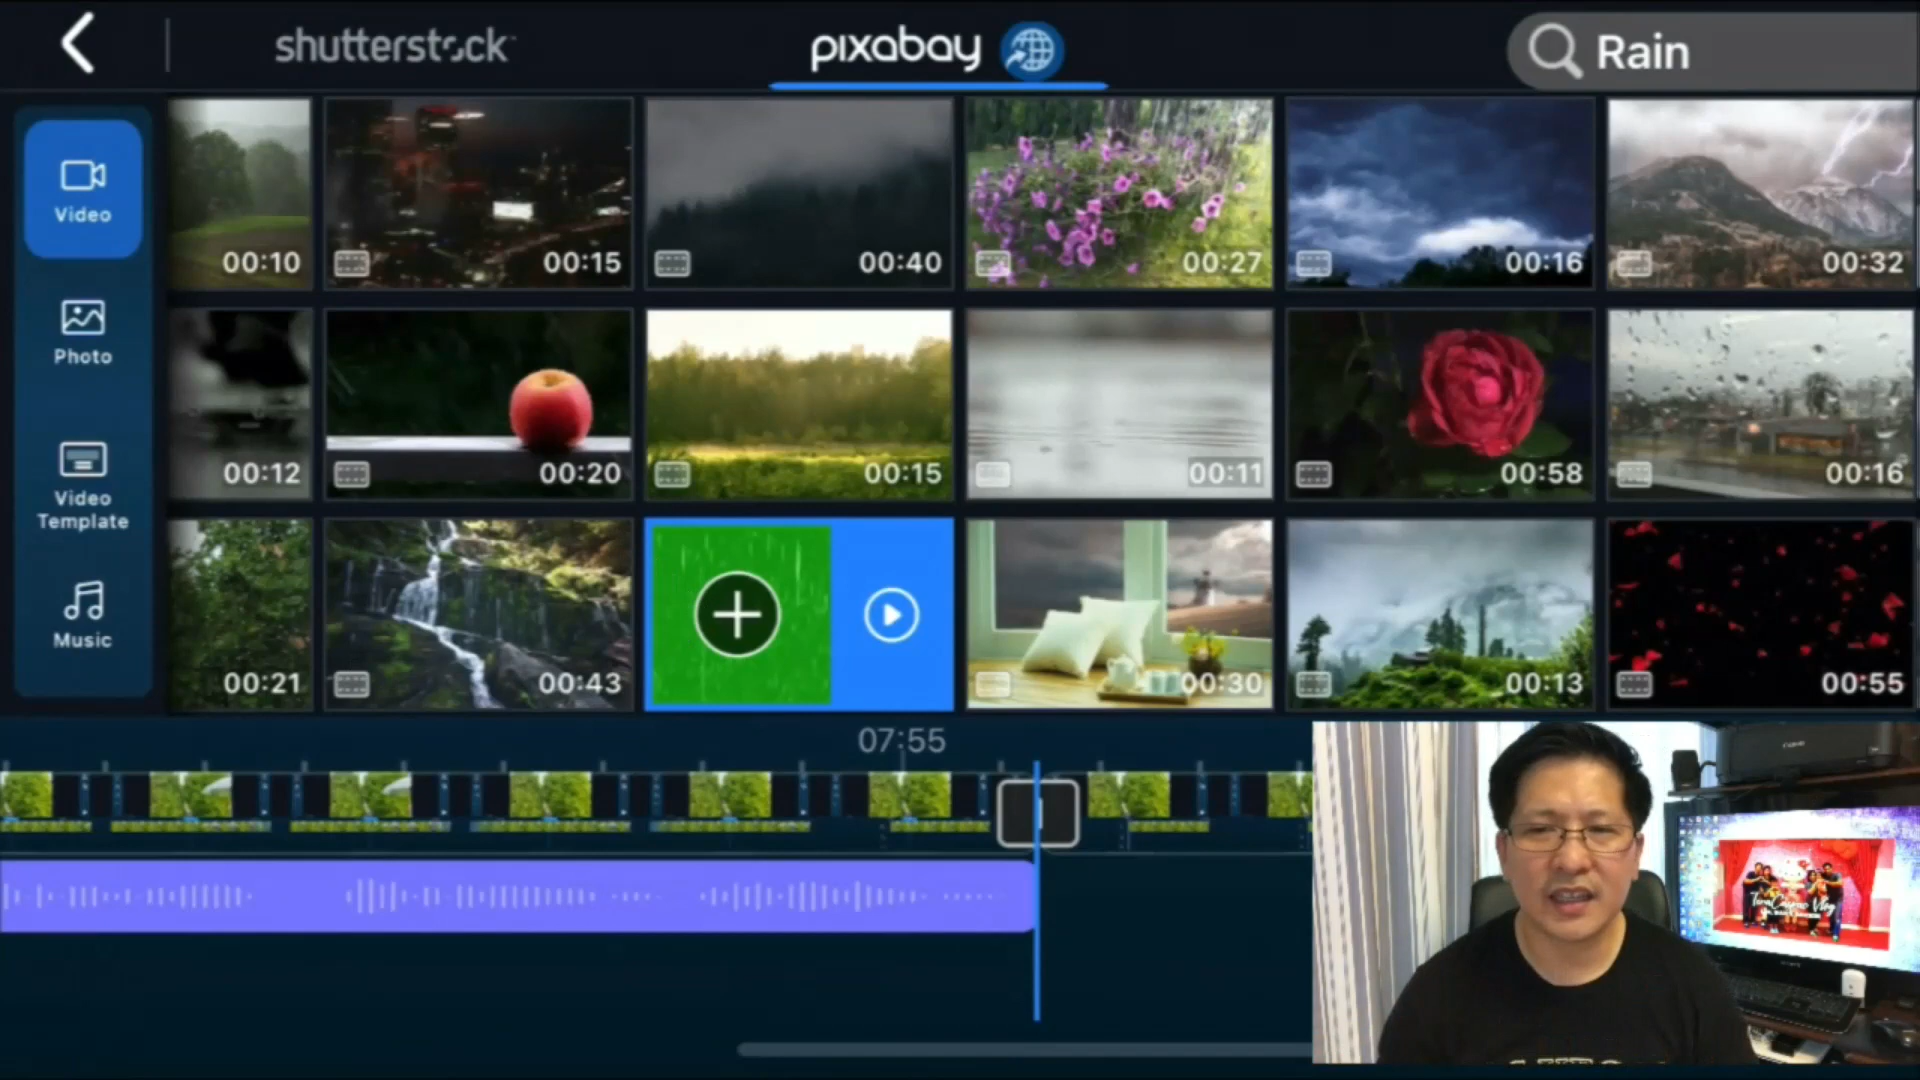 shutterstock
pixabay
Rain
Video
00:10
00:15
00:40
00:27
00:16
00:32
Photo
00:12
00:20
00:15
00:11
00:58
00:16
Video
Template
Music
00:21
00:43
00:30
00:13
00:55
07:55
Canon